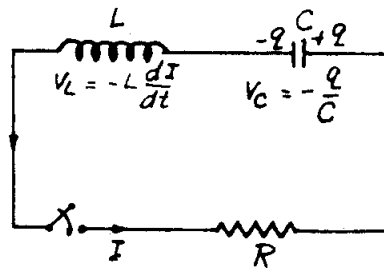 L
C
-q +q
V_L = -L dI/dt
V_C = -q/C
I
R